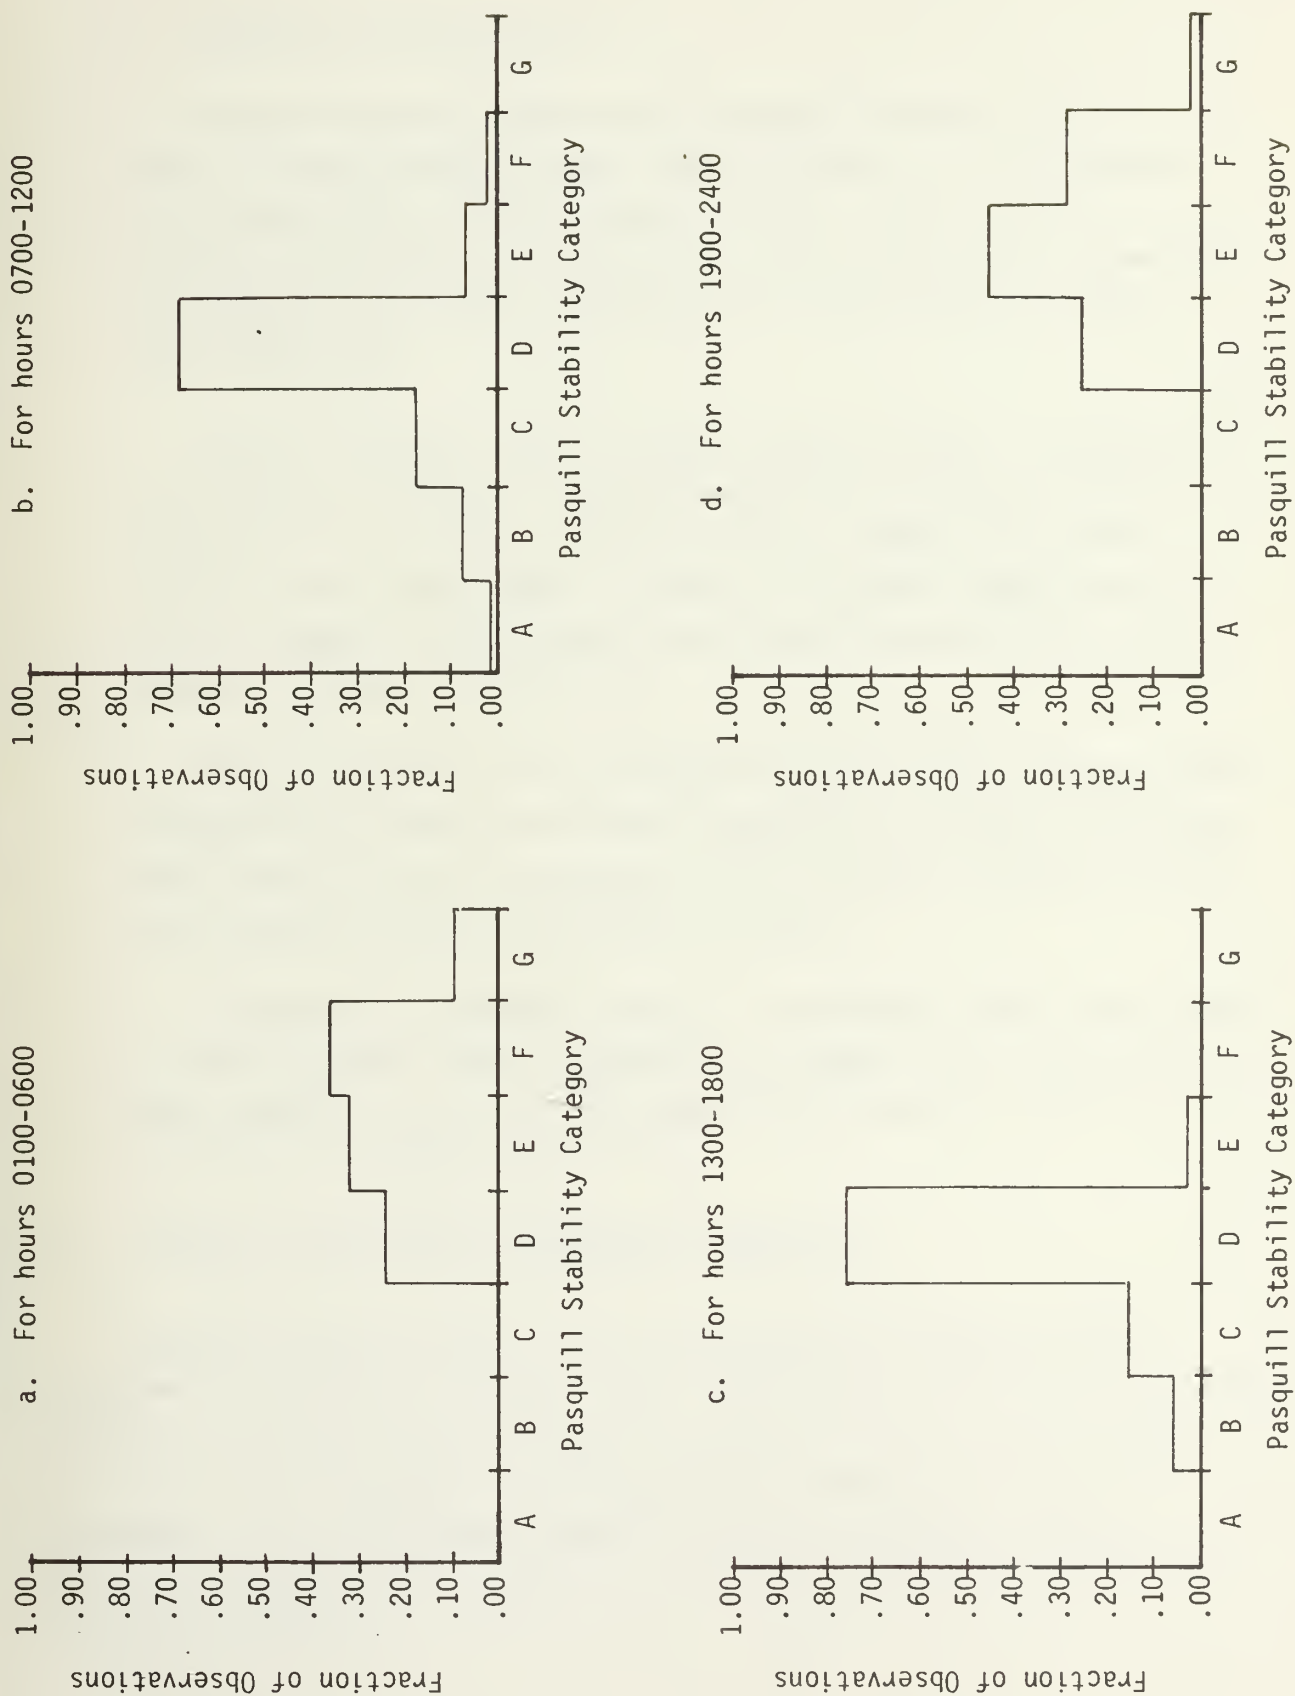 a. For hours 0100-0600
Fraction of Observations
1.00
.90
.80
.70
.60
.50
.40
.30
.20
.10
.00
A B C D E F G
Pasquill Stability Category
b. For hours 0700-1200
Fraction of Observations
1.00
.90
.80
.70
.60
.50
.40
.30
.20
.10
.00
A B C D E F G
Pasquill Stability Category
c. For hours 1300-1800
Fraction of Observations
1.00
.90
.80
.70
.60
.50
.40
.30
.20
.10
.00
A B C D E F G
Pasquill Stability Category
d. For hours 1900-2400
Fraction of Observations
1.00
.90
.80
.70
.60
.50
.40
.30
.20
.10
.00
A B C D E F G
Pasquill Stability Category